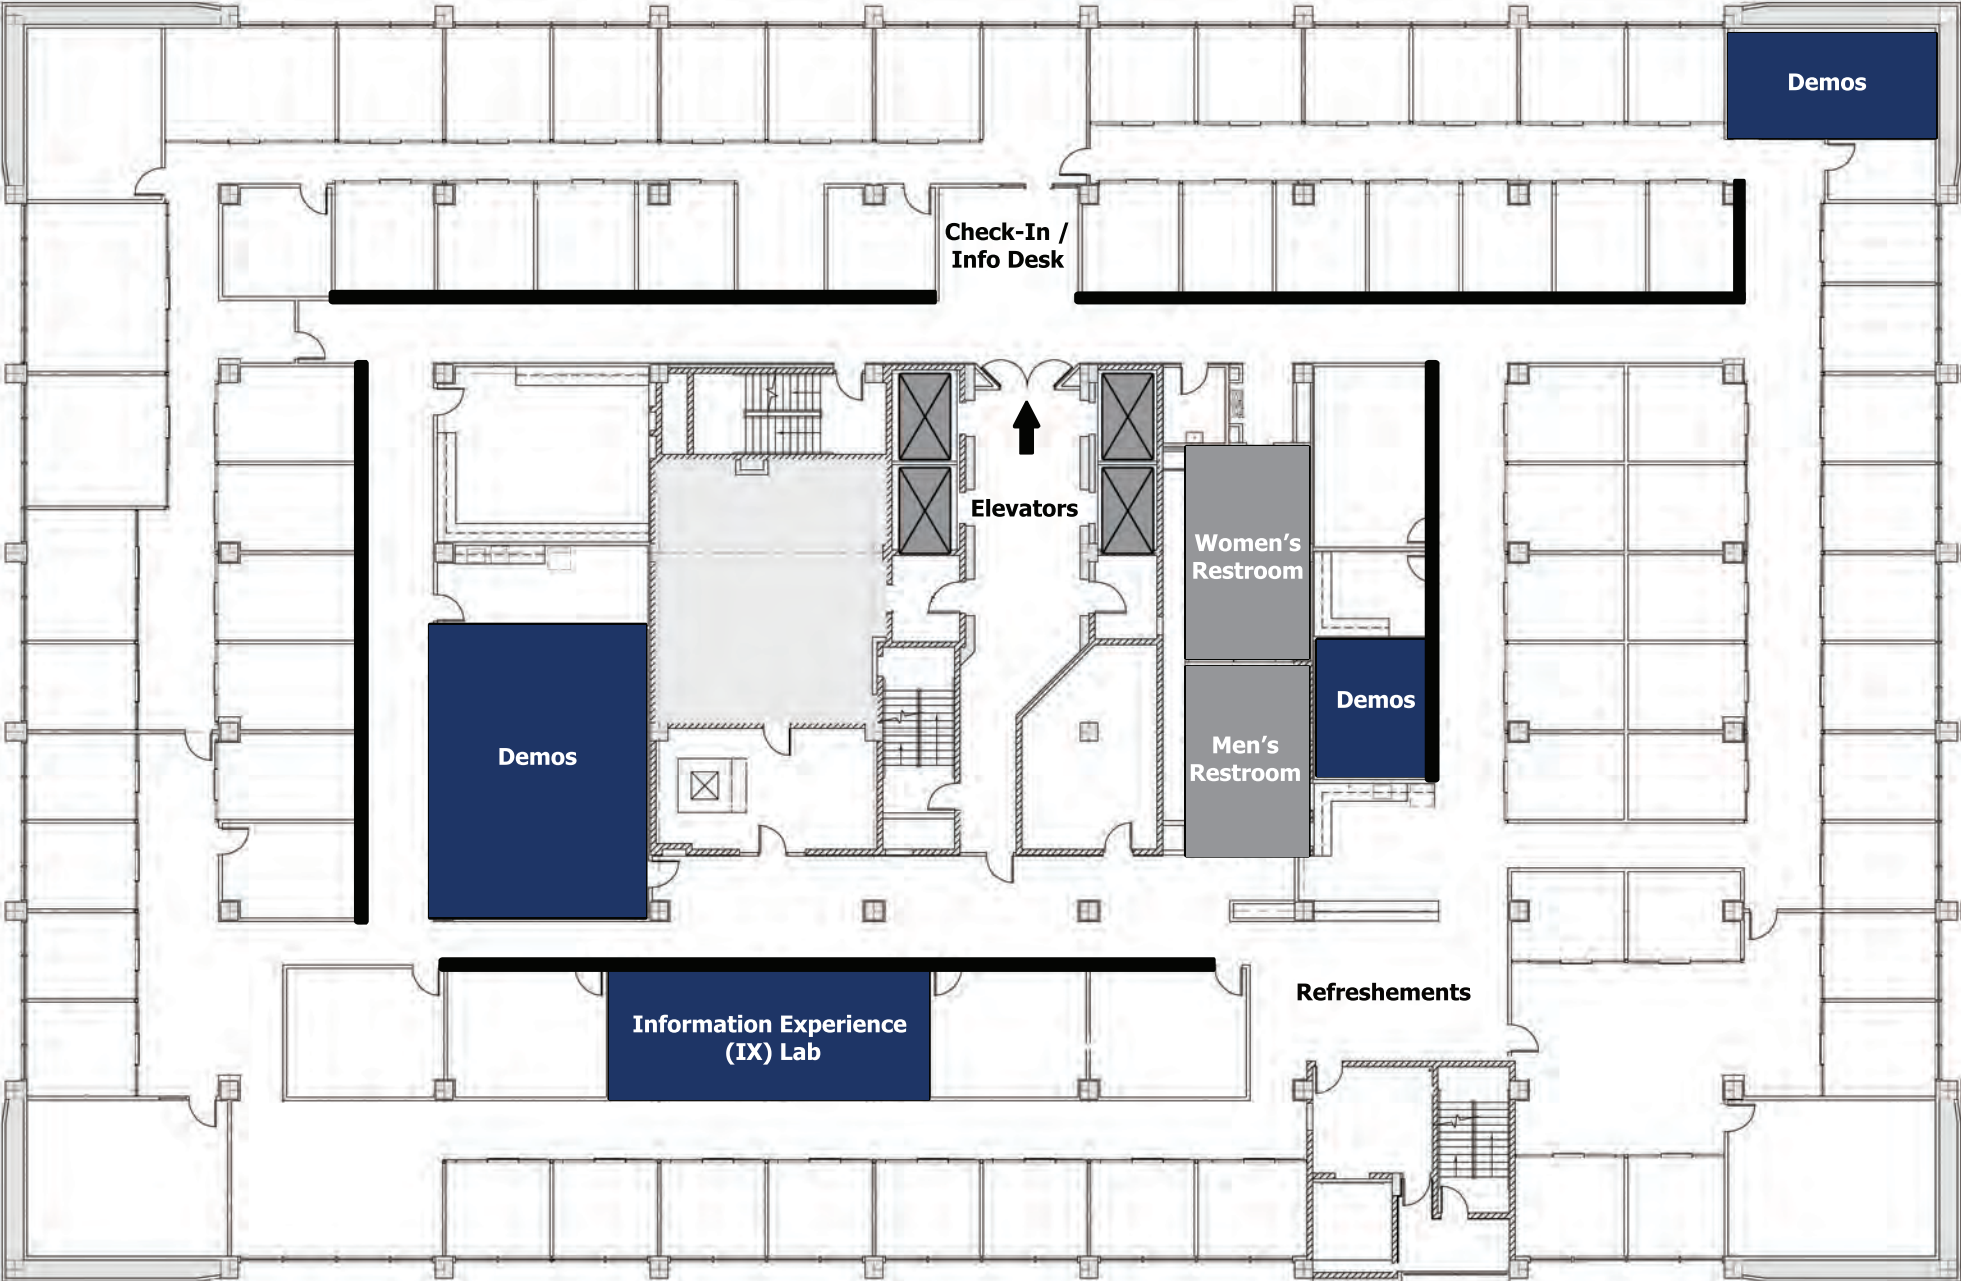 Demos
Check-In /
Info Desk
Elevators
Women’s
Restroom
Demos
Men’s
Restroom
Demos
Refreshements
Information Experience
(IX) Lab